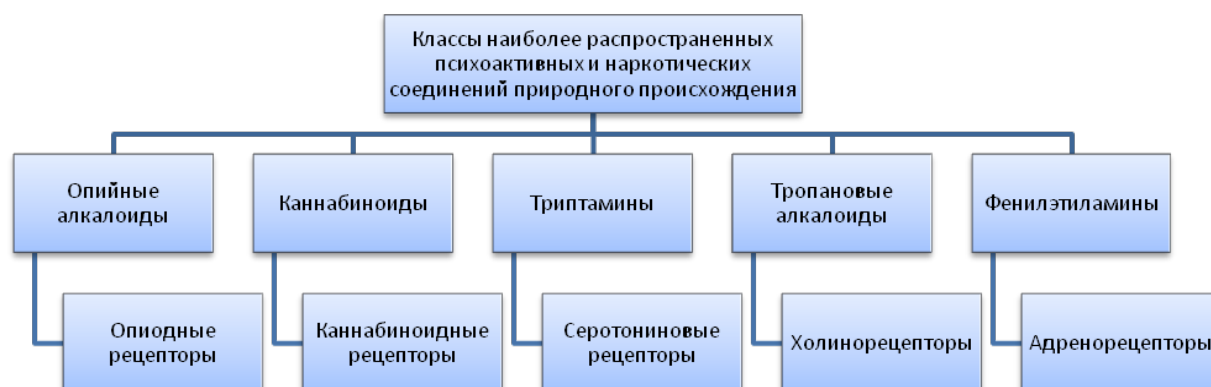 Классы наиболее распространенных
психоактивных и наркотических
соединений природного происхождения
Опийные
алкалоиды
Каннабиноиды
Триптамины
Тропановые
алкалоиды
Фенилэтиламины
Опиодные
рецепторы
Каннабиноидные
рецепторы
Серотониновые
рецепторы
Холинорецепторы
Адренорецепторы